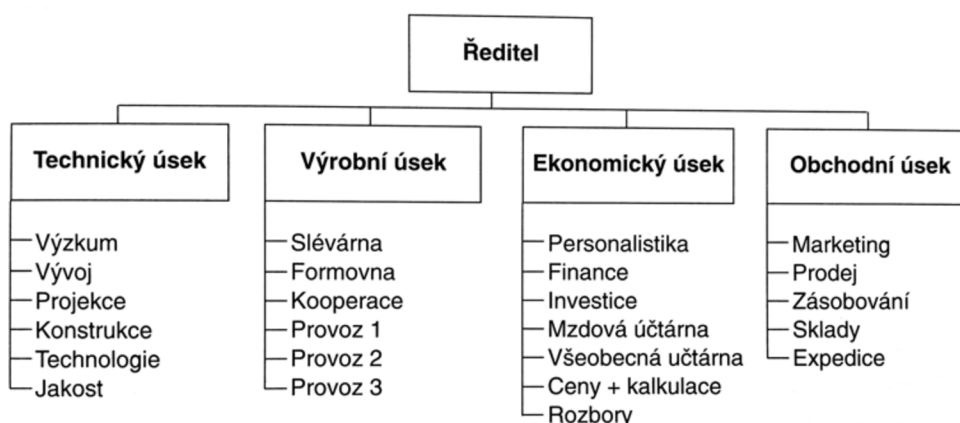 Ředitel
Technický úsek
Výzkum
Vývoj
Projekce
Konstrukce
Technologie
Jakost
Výrobní úsek
Slévárna
Formovna
Kooperace
Provoz 1
Provoz 2
Provoz 3
Ekonomický úsek
Personalistika
Finance
Investice
Mzdová účtárna
Všeobecná učtárna
Ceny + kalkulace
Rozbory
Obchodní úsek
Marketing
Prodej
Zásobování
Sklady
Expedice